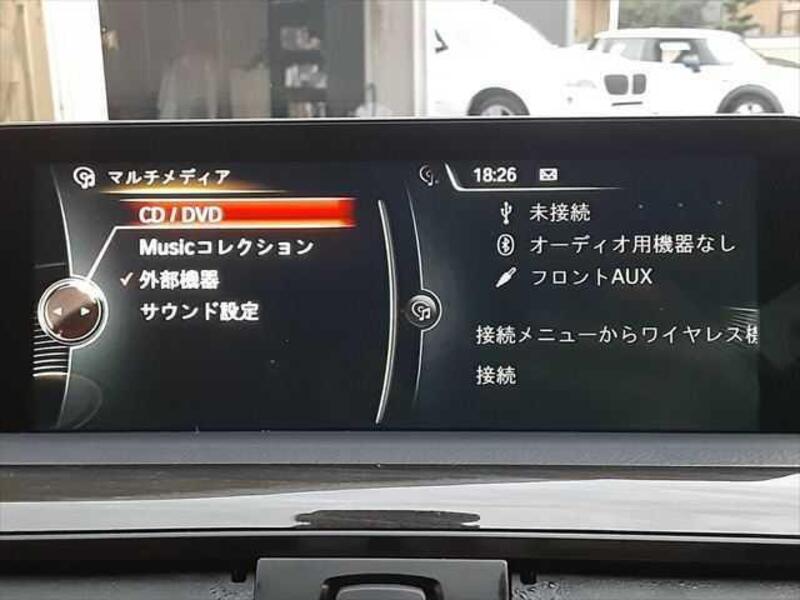 マルチメディア
CD / DVD
Musicコレクション
外部機器
サウンド設定
18:26
未接続
オーディオ用機器なし
フロントAUX
接続メニューからワイヤレス機
接続